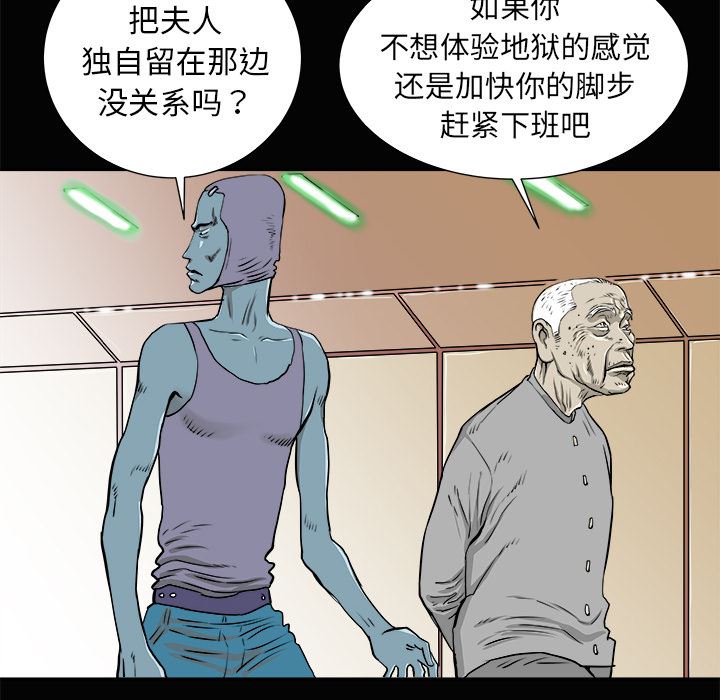 把夫人
独自留在那边
没关系吗？
如果你
不想体验地狱的感觉
还是加快你的脚步
赶紧下班吧